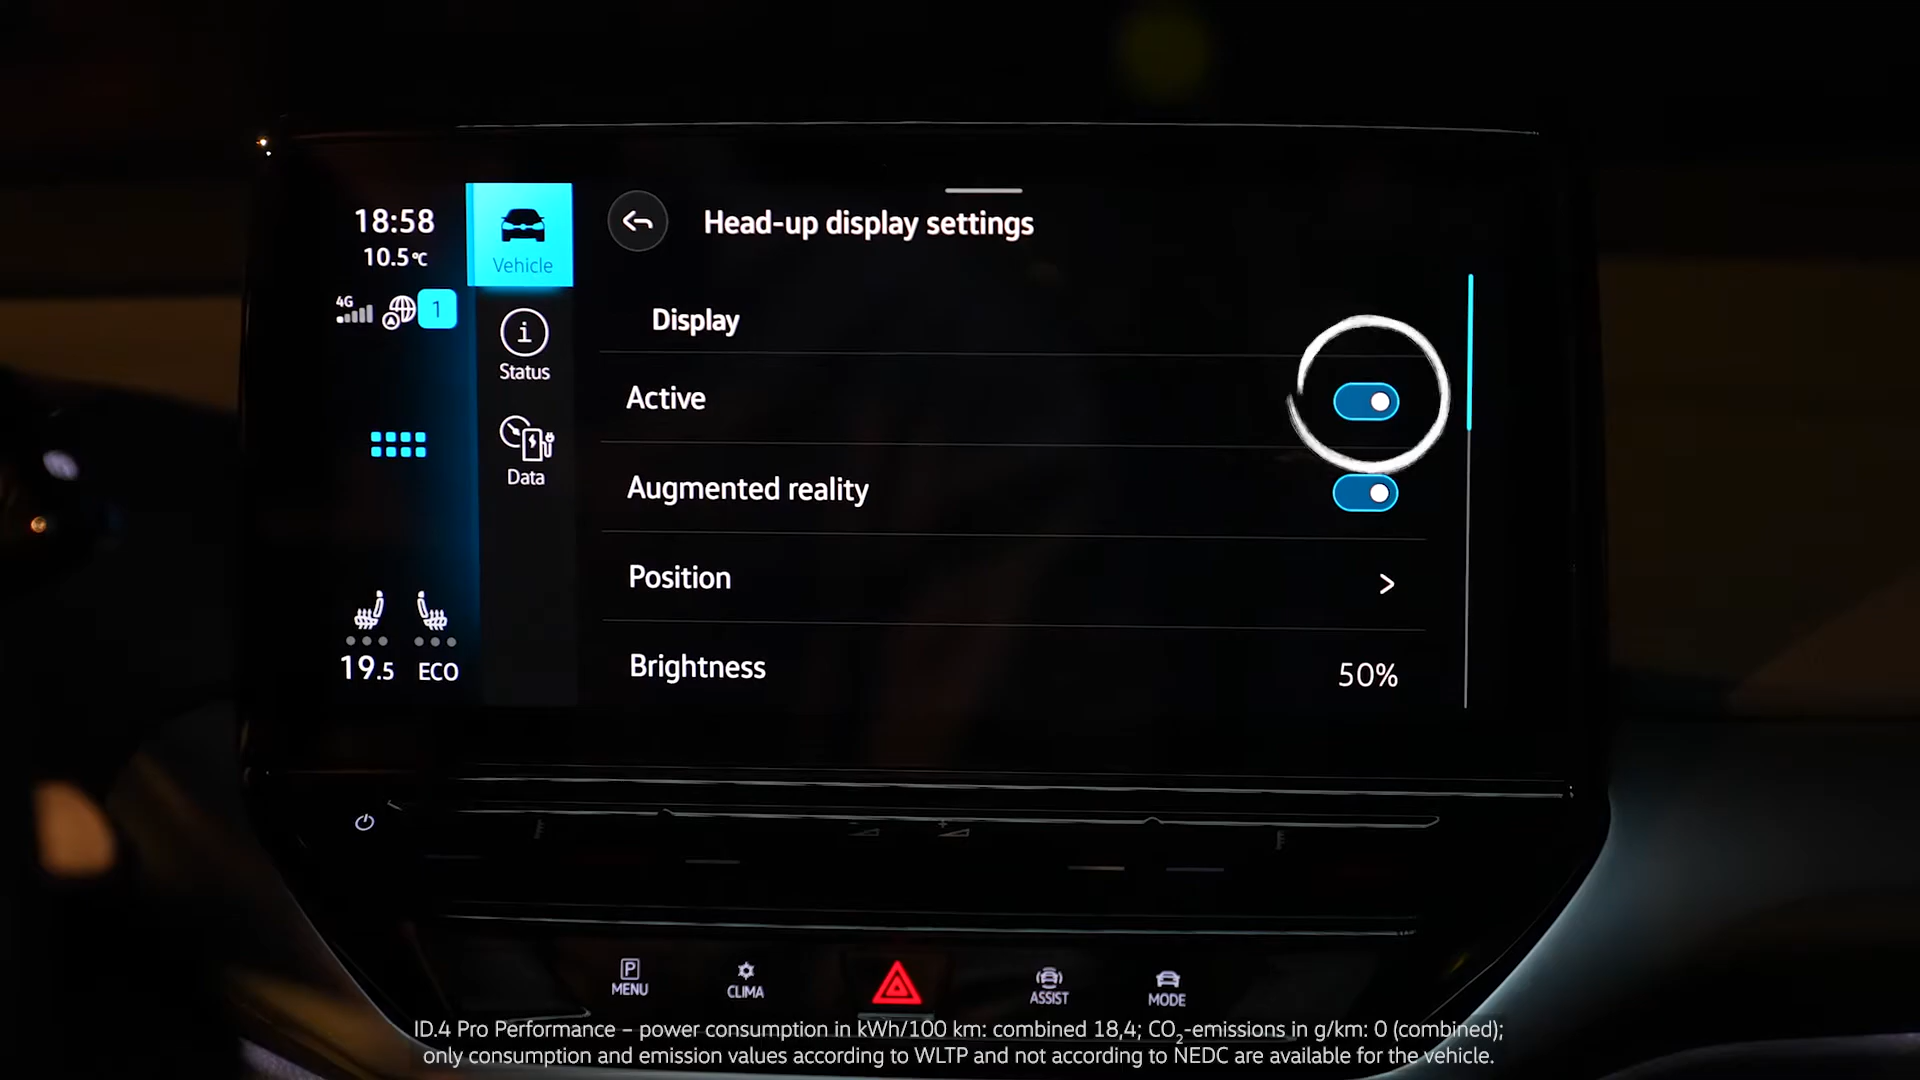 18:58
10.5°C
4G
1
Vehicle
Status
Data
19.5 ECO
Head-up display settings
Display
Active
Augmented reality
Position
Brightness 50%
P
MENU
CLIMA
ASSIST
MODE
ID.4 Pro Performance – power consumption in kWh/100 km: combined 18,4; CO₂-emissions in g/km: 0 (combined);
only consumption and emission values according to WLTP and not according to NEDC are available for the vehicle.